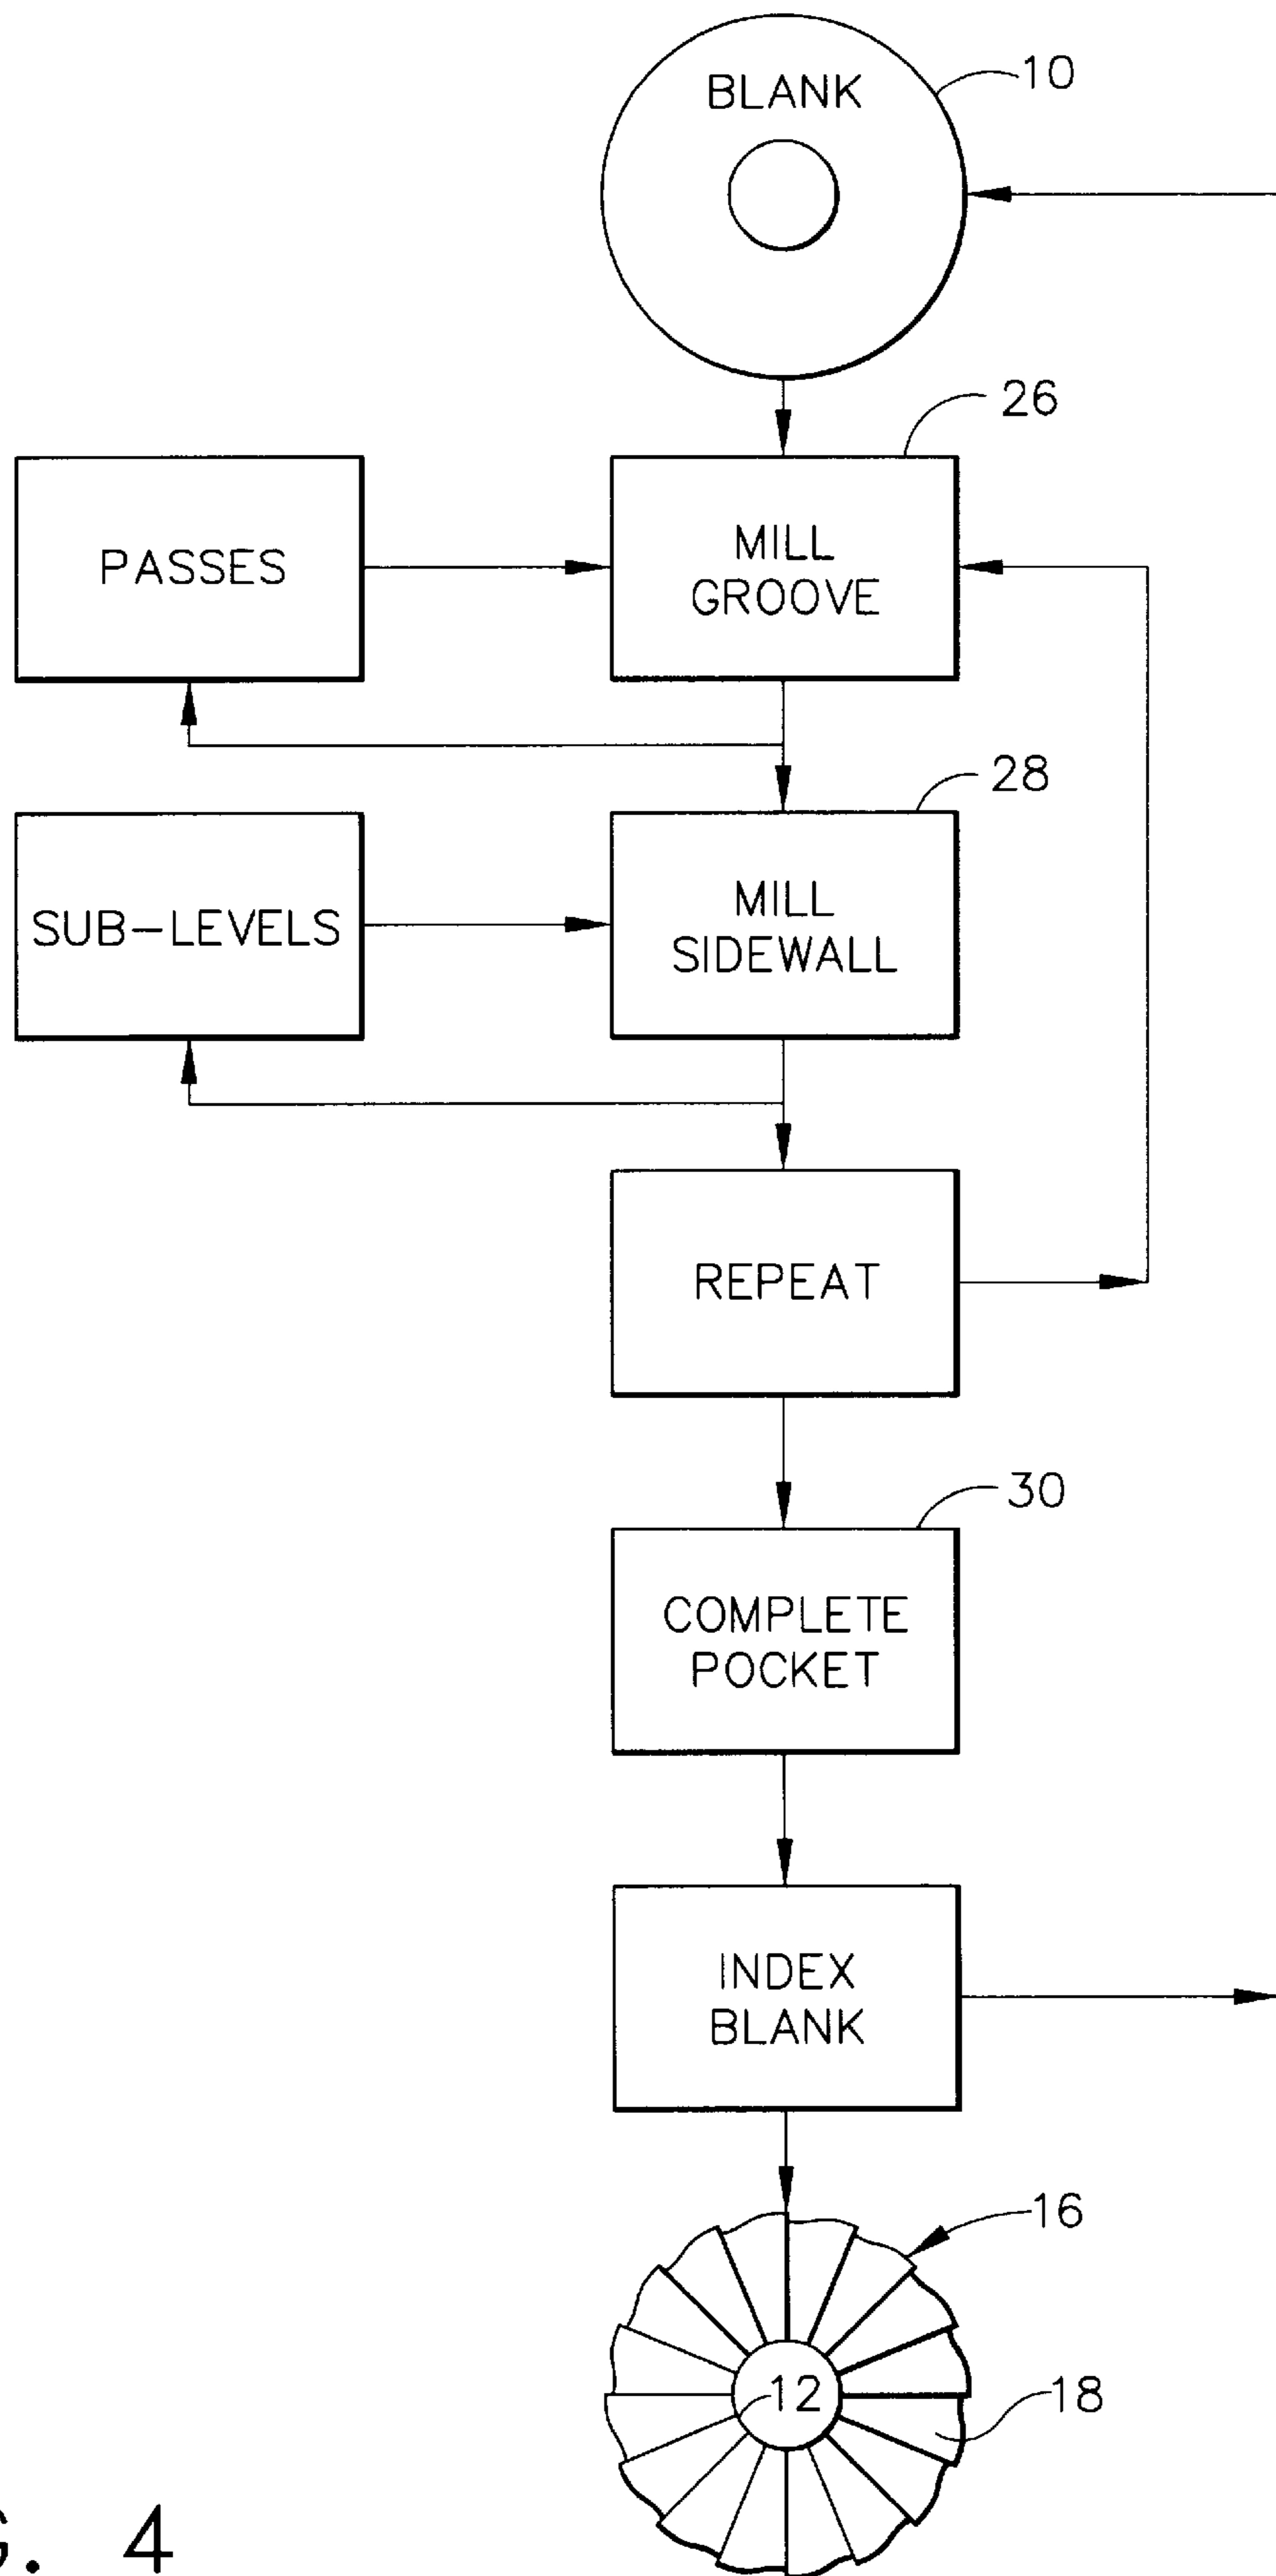 BLANK
10
26
PASSES
MILL
GROOVE
28
SUB-LEVELS
MILL
SIDEWALL
REPEAT
30
COMPLETE
POCKET
INDEX
BLANK
16
12
18
G. 4